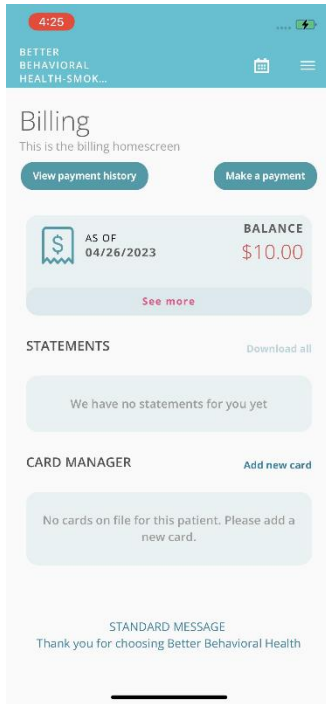 4:25
BETTER
BEHAVIORAL
HEALTH-SMOK...
Billing
This is the billing homescreen
View payment history
Make a payment
AS OF
04/26/2023
BALANCE
$10.00
See more
STATEMENTS
Download all
We have no statements for you yet
CARD MANAGER
Add new card
No cards on file for this patient. Please add a
new card.
STANDARD MESSAGE
Thank you for choosing Better Behavioral Health